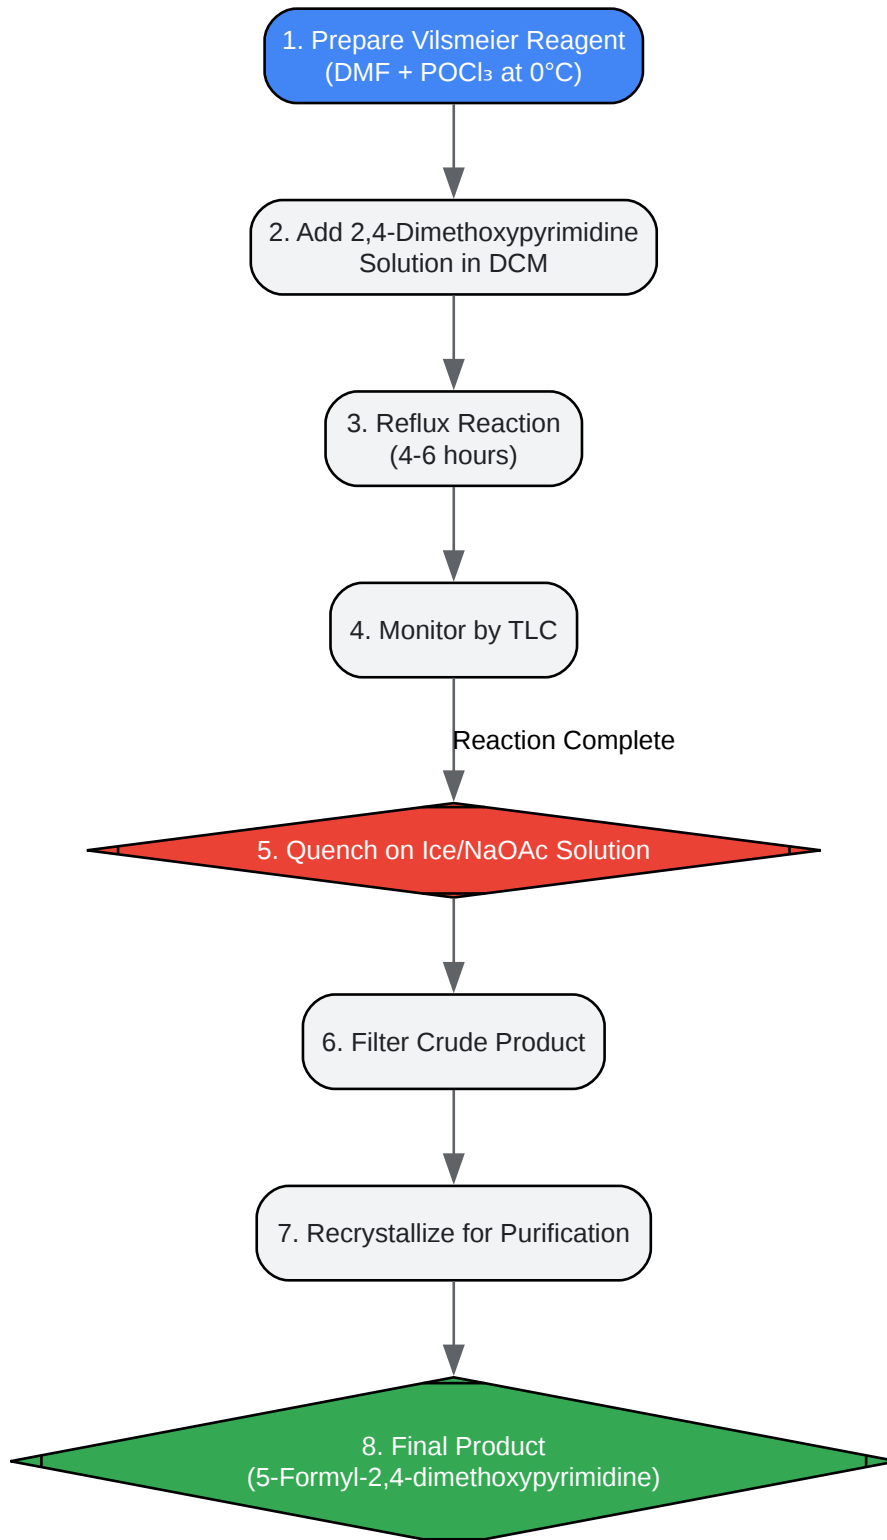 1. Prepare Vilsmeier Reagent
(DMF + POCl₃ at 0°C)
2. Add 2,4-Dimethoxypyrimidine
Solution in DCM
3. Reflux Reaction
(4-6 hours)
4. Monitor by TLC
Reaction Complete
5. Quench on Ice/NaOAc Solution
6. Filter Crude Product
7. Recrystallize for Purification
8. Final Product
(5-Formyl-2,4-dimethoxypyrimidine)